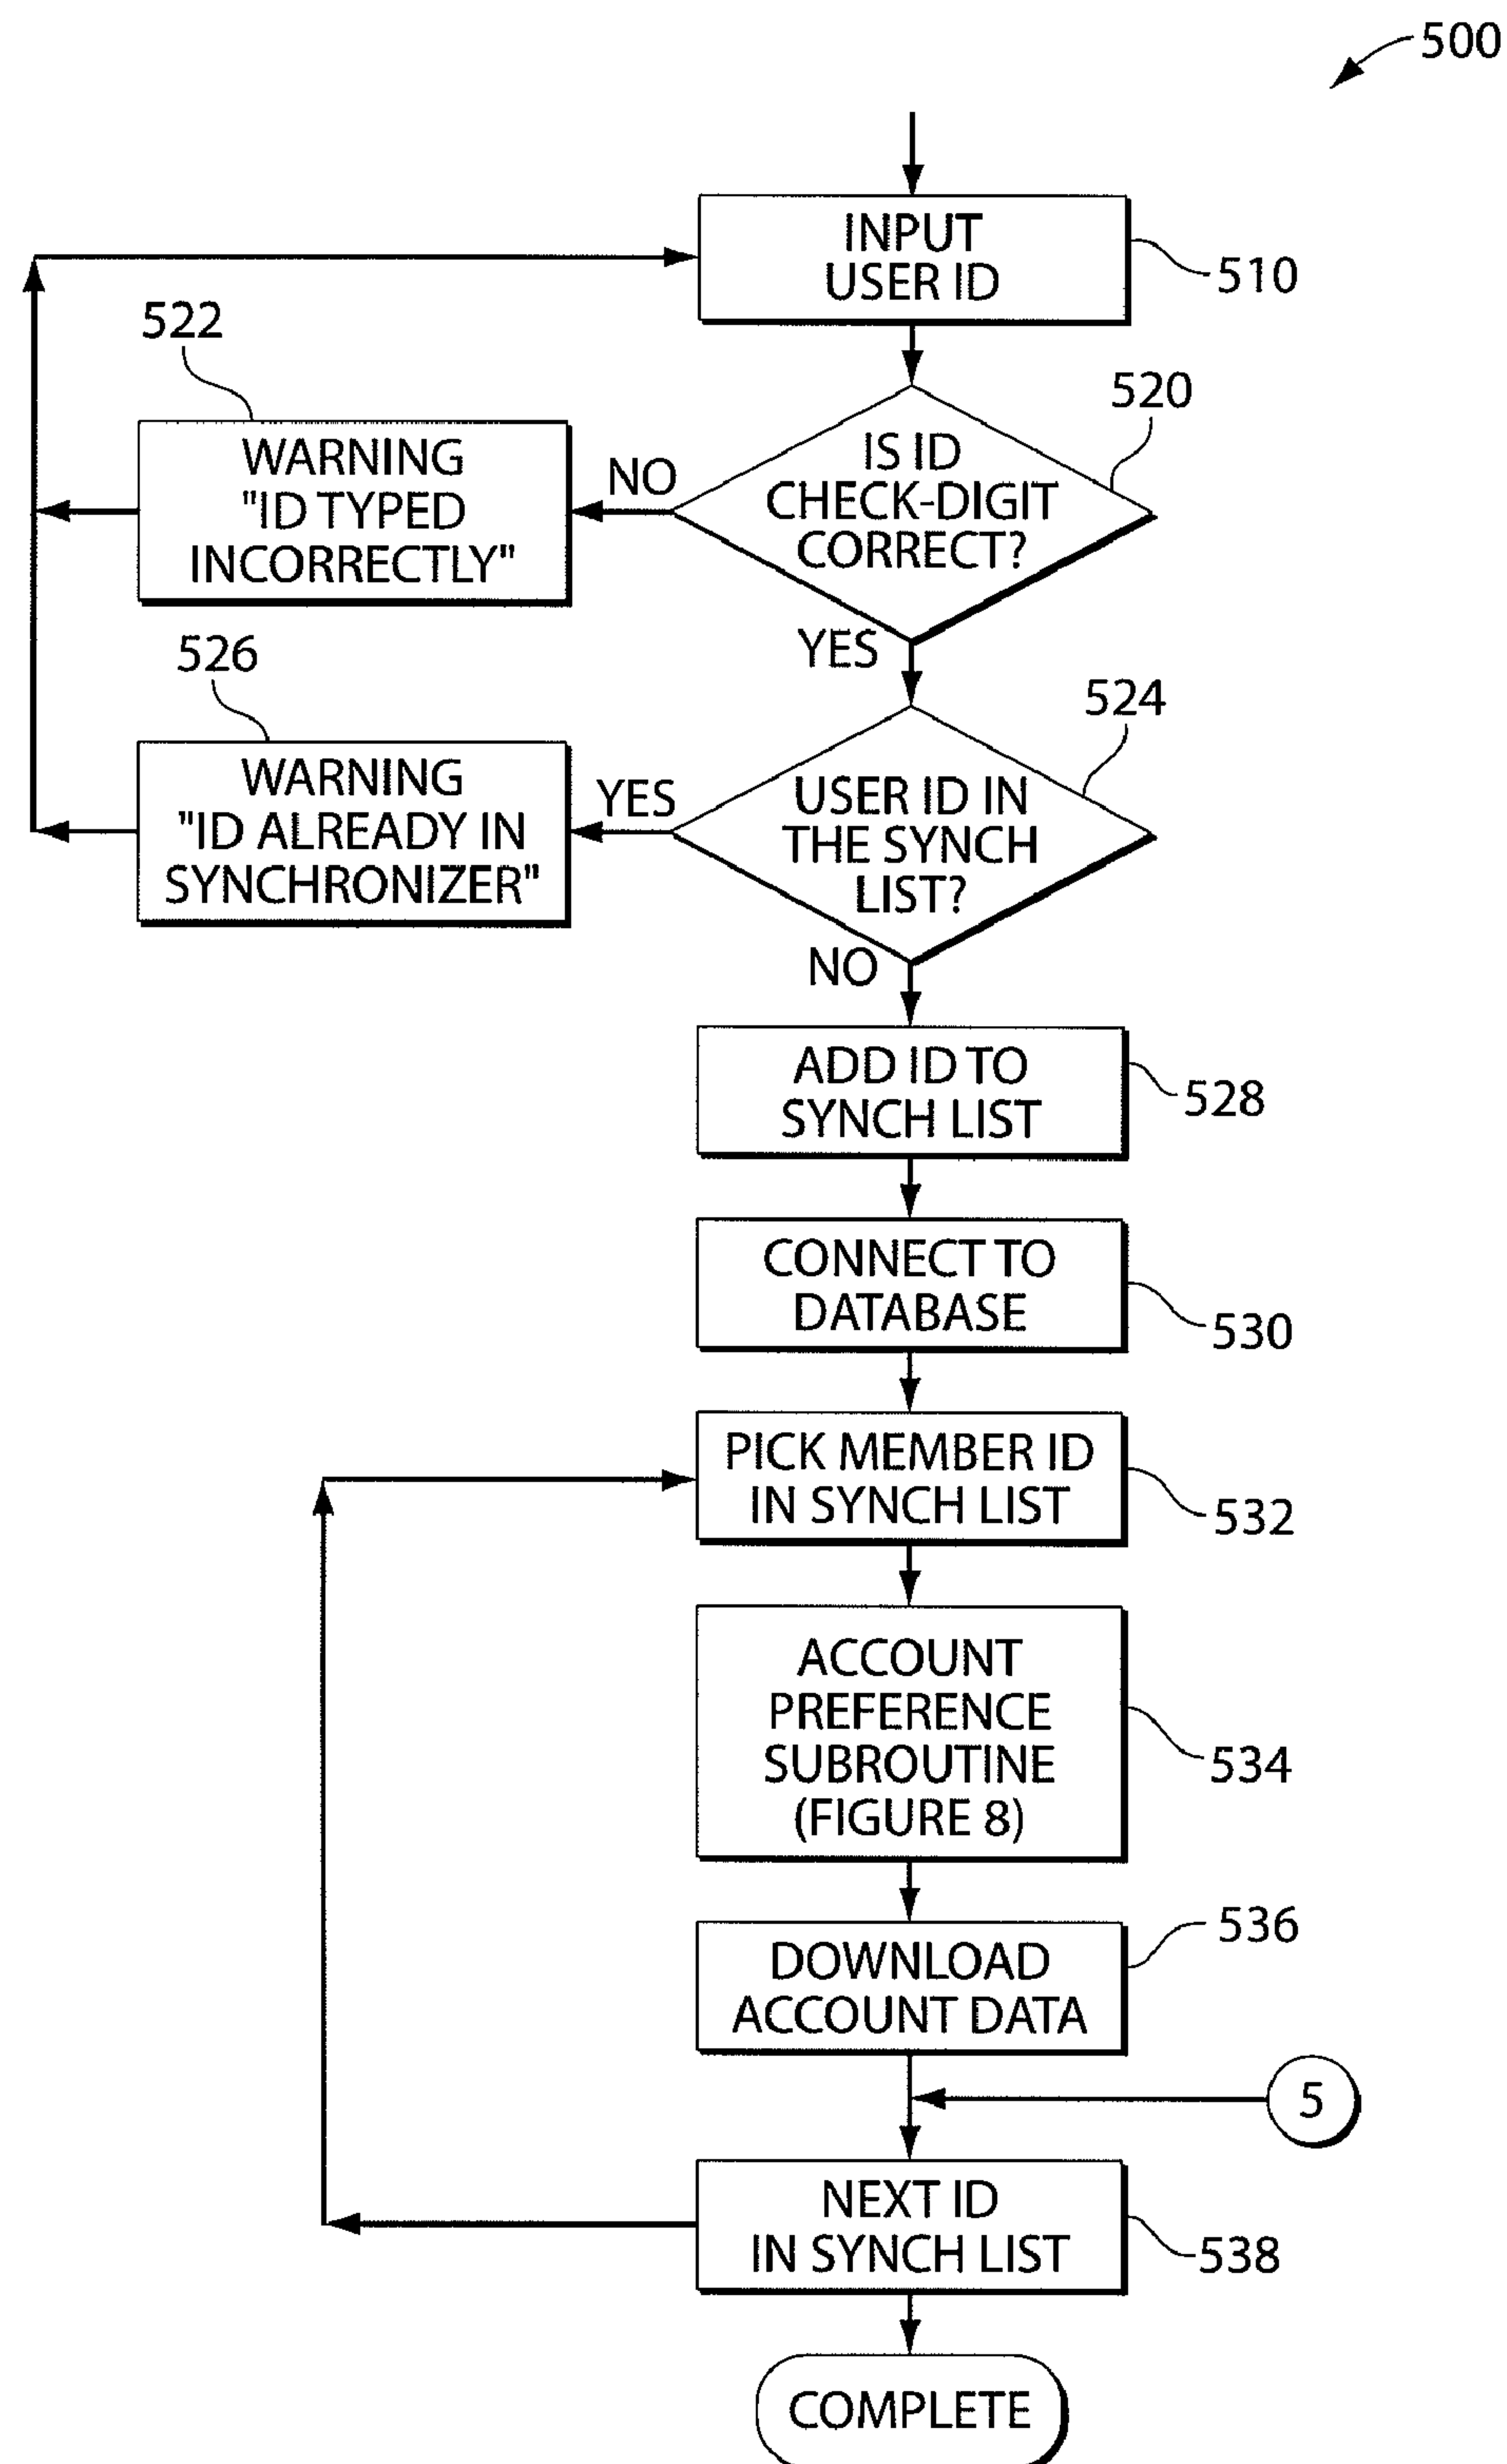 500
INPUT
USER ID
510
522
520
WARNING
"ID TYPED
INCORRECTLY"
NO
IS ID
CHECK-DIGIT
CORRECT?
YES
526
524
WARNING
"ID ALREADY IN
SYNCHRONIZER"
YES
USER ID IN
THE SYNCH
LIST?
NO
ADD ID TO
SYNCH LIST
528
CONNECT TO
DATABASE
530
PICK MEMBER ID
IN SYNCH LIST
532
ACCOUNT
PREFERENCE
SUBROUTINE
(FIGURE 8)
534
536
DOWNLOAD
ACCOUNT DATA
5
NEXT ID
IN SYNCH LIST
538
COMPLETE